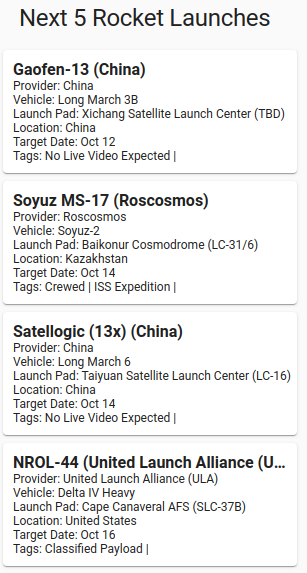 Next 5 Rocket Launches
Gaofen-13 (China)
Provider: China
Vehicle: Long March 3B
Launch Pad: Xichang Satellite Launch Center (TBD)
Location: China
Target Date: Oct 12
Tags: No Live Video Expected |
Soyuz MS-17 (Roscosmos)
Provider: Roscosmos
Vehicle: Soyuz-2
Launch Pad: Baikonur Cosmodrome (LC-31/6)
Location: Kazakhstan
Target Date: Oct 14
Tags: Crewed | ISS Expedition |
Satellogic (13x) (China)
Provider: China
Vehicle: Long March 6
Launch Pad: Taiyuan Satellite Launch Center (LC-16)
Location: China
Target Date: Oct 14
Tags: No Live Video Expected |
NROL-44 (United Launch Alliance (U...
Provider: United Launch Alliance (ULA)
Vehicle: Delta IV Heavy
Launch Pad: Cape Canaveral AFS (SLC-37B)
Location: United States
Target Date: Oct 16
Tags: Classified Payload |